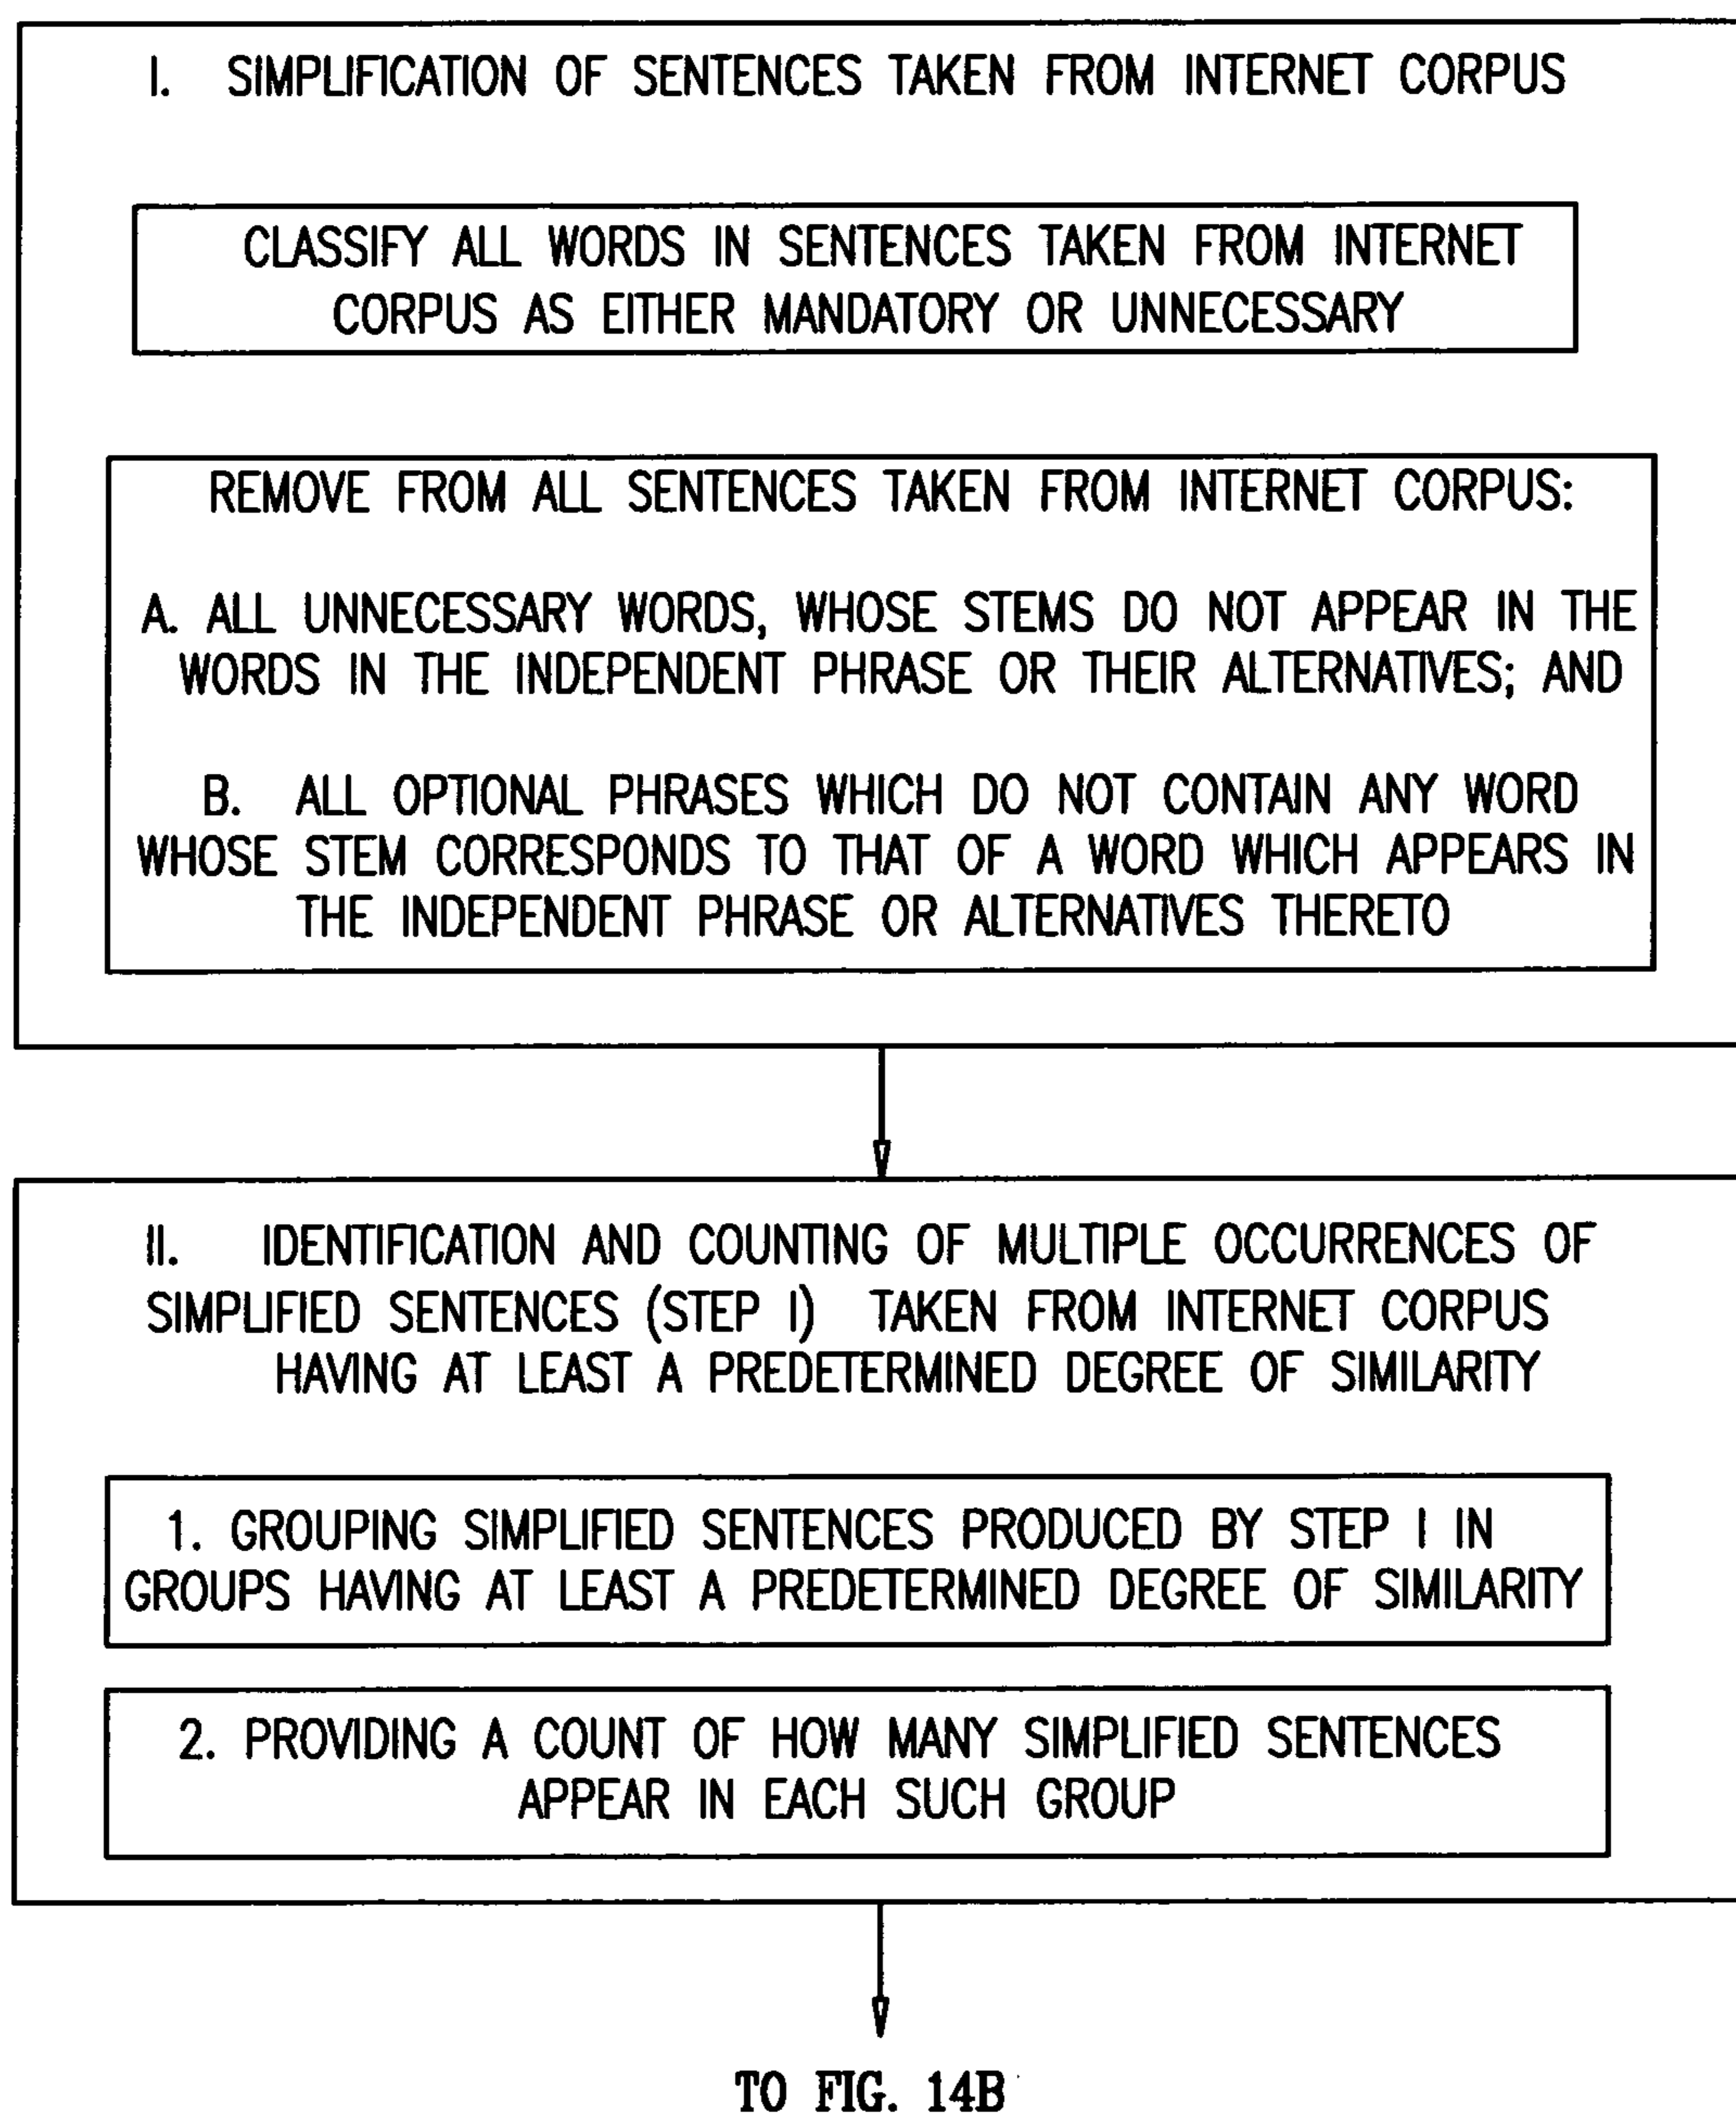 I. SIMPLIFICATION OF SENTENCES TAKEN FROM INTERNET CORPUS
CLASSIFY ALL WORDS IN SENTENCES TAKEN FROM INTERNET
CORPUS AS EITHER MANDATORY OR UNNECESSARY
REMOVE FROM ALL SENTENCES TAKEN FROM INTERNET CORPUS:
A. ALL UNNECESSARY WORDS, WHOSE STEMS DO NOT APPEAR IN THE
WORDS IN THE INDEPENDENT PHRASE OR THEIR ALTERNATIVES; AND
B. ALL OPTIONAL PHRASES WHICH DO NOT CONTAIN ANY WORD
WHOSE STEM CORRESPONDS TO THAT OF A WORD WHICH APPEARS IN
THE INDEPENDENT PHRASE OR ALTERNATIVES THERETO
II. IDENTIFICATION AND COUNTING OF MULTIPLE OCCURRENCES OF
SIMPLIFIED SENTENCES (STEP I) TAKEN FROM INTERNET CORPUS
HAVING AT LEAST A PREDETERMINED DEGREE OF SIMILARITY
1. GROUPING SIMPLIFIED SENTENCES PRODUCED BY STEP I IN
GROUPS HAVING AT LEAST A PREDETERMINED DEGREE OF SIMILARITY
2. PROVIDING A COUNT OF HOW MANY SIMPLIFIED SENTENCES
APPEAR IN EACH SUCH GROUP
TO FIG. 14B